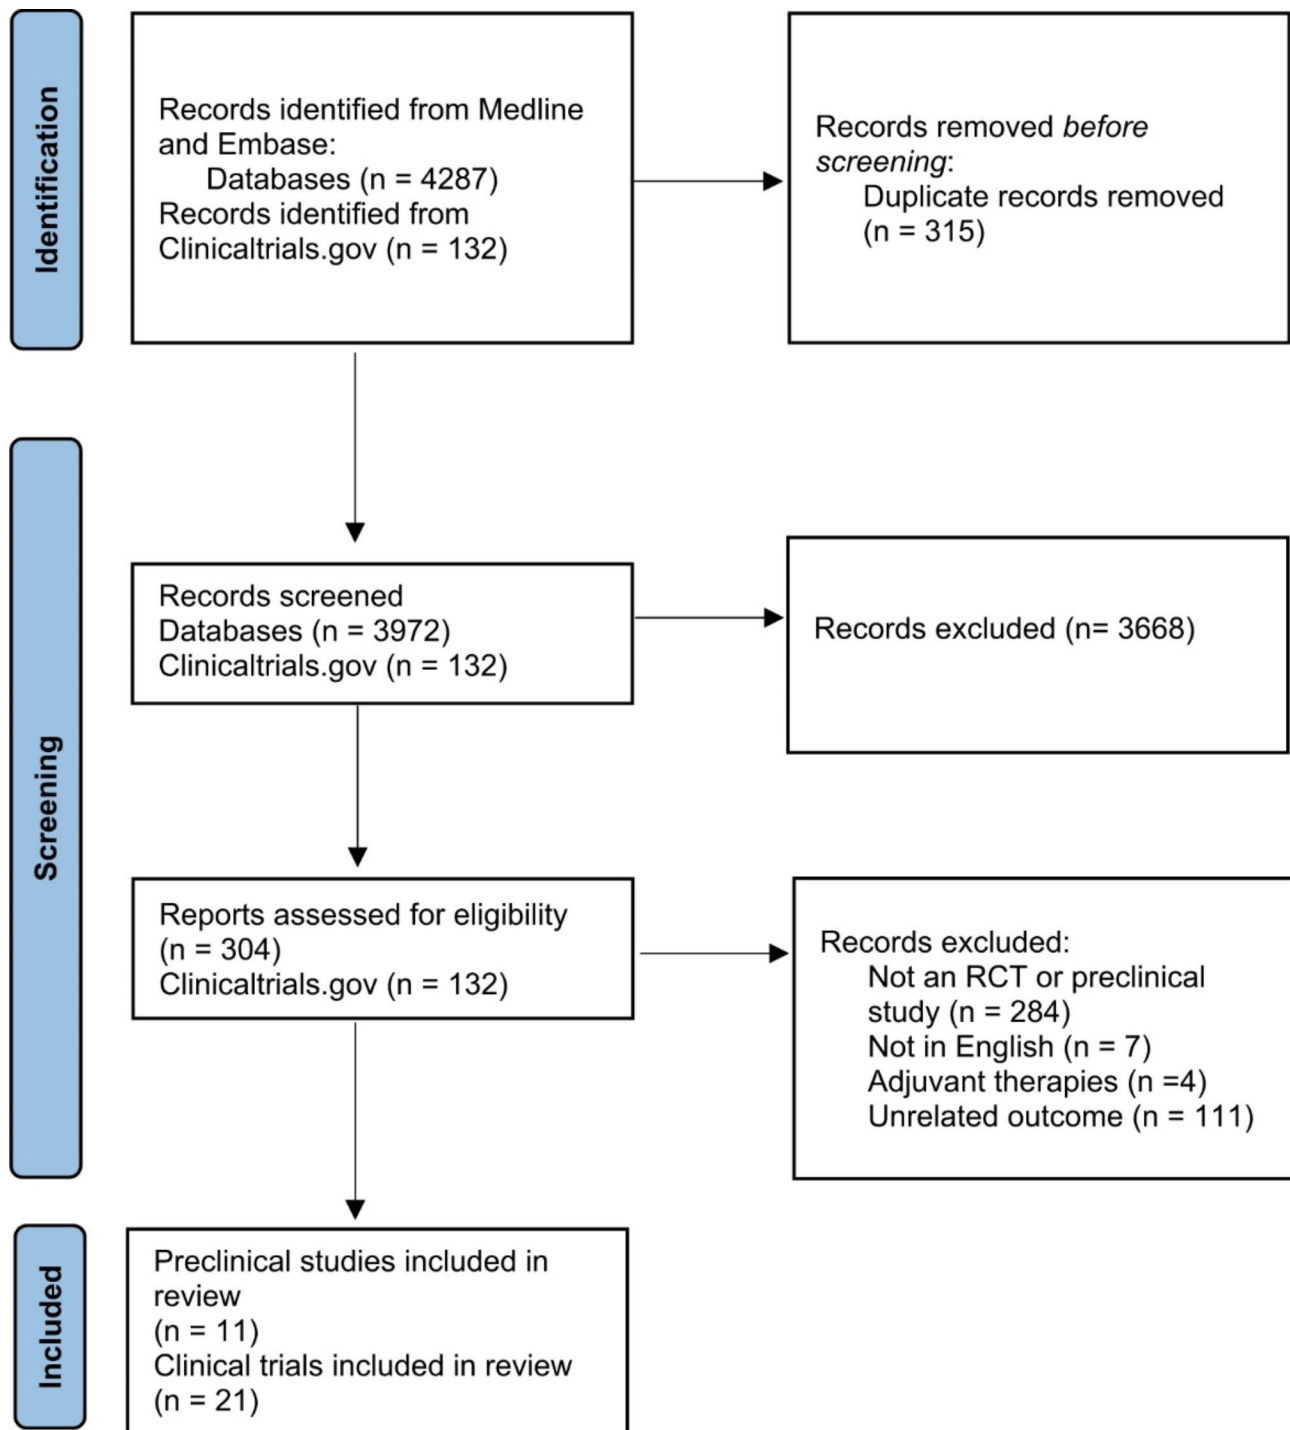 Identification
Records identified from Medline
and Embase:
Databases (n = 4287)
Records identified from
Clinicaltrials.gov (n = 132)
Records removed before
screening:
Duplicate records removed
(n = 315)
Screening
Records screened
Databases (n = 3972)
Clinicaltrials.gov (n = 132)
Records excluded (n= 3668)
Reports assessed for eligibility
(n = 304)
Clinicaltrials.gov (n = 132)
Records excluded:
Not an RCT or preclinical
study (n = 284)
Not in English (n = 7)
Adjuvant therapies (n =4)
Unrelated outcome (n = 111)
Included
Preclinical studies included in
review
(n = 11)
Clinical trials included in review
(n = 21)